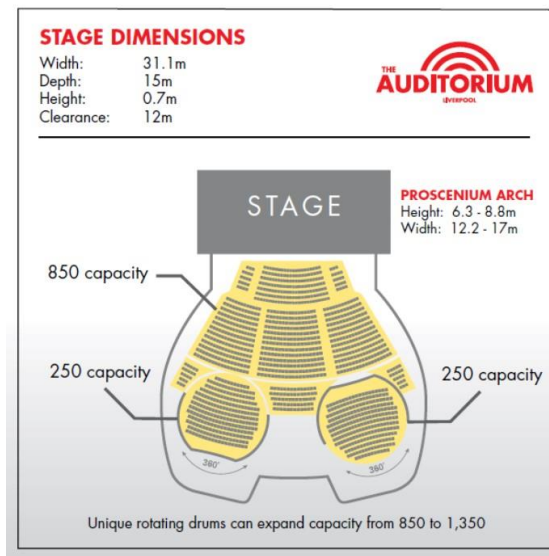 STAGE DIMENSIONS
Width: 31.1m
Depth: 15m
Height: 0.7m
Clearance: 12m
THE
AUDITORIUM
LIVERPOOL
STAGE
PROSCENIUM ARCH
Height: 6.3 - 8.8m
Width: 12.2 - 17m
850 capacity
250 capacity
250 capacity
360°
360°
Unique rotating drums can expand capacity from 850 to 1,350